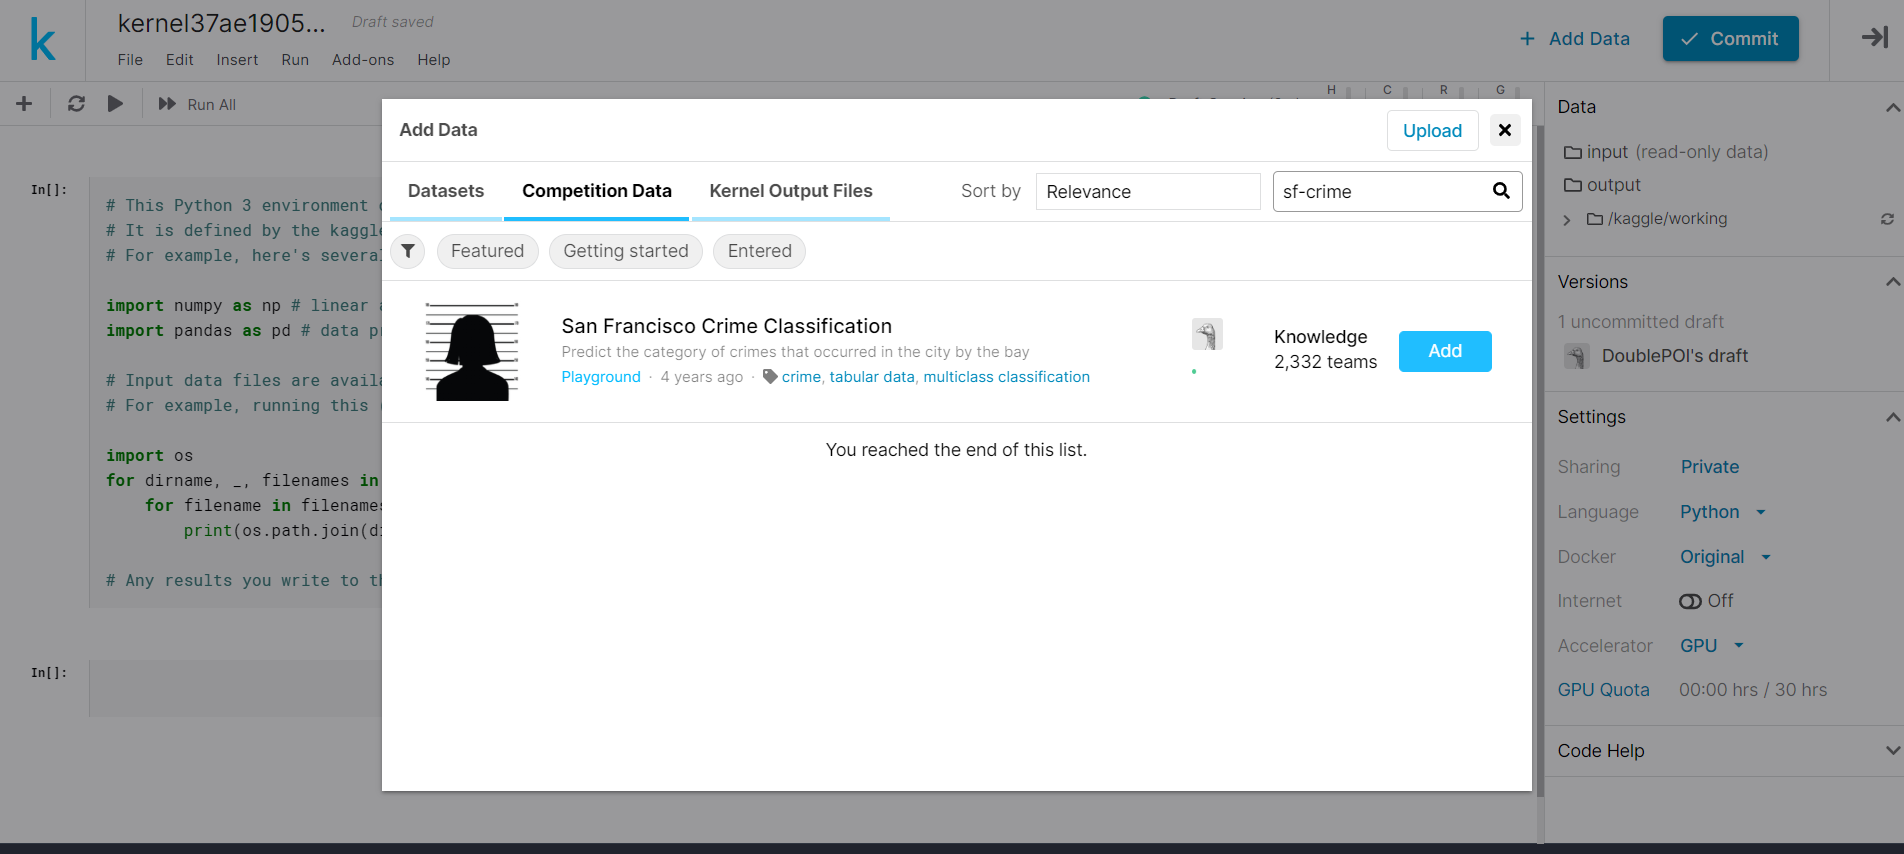 kernel37ae1905...
Draft saved
File Edit Insert Run Add-ons Help
+ Add Data
Commit
Run All
H C R G
Add Data
Upload
Datasets
Competition Data
Kernel Output Files
Sort by
Relevance
sf-crime
Featured
Getting started
Entered
San Francisco Crime Classification
Predict the category of crimes that occurred in the city by the bay
Playground · 4 years ago · crime, tabular data, multiclass classification
Knowledge
2,332 teams
Add
You reached the end of this list.
In[]:
# This Python 3 environment
# It is defined by the kaggle
# For example, here's several
import numpy as np # linear
import pandas as pd # data
# Input data files are
# For example, running this
import os
for dirname, _, filenames in
for filename in filenames
print(os.path.join(
# Any results you write to
In[]:
Data
input (read-only data)
output
/kaggle/working
Versions
1 uncommitted draft
DoublePOI's draft
Settings
Sharing Private
Language Python
Docker Original
Internet Off
Accelerator GPU
GPU Quota 00:00 hrs / 30 hrs
Code Help